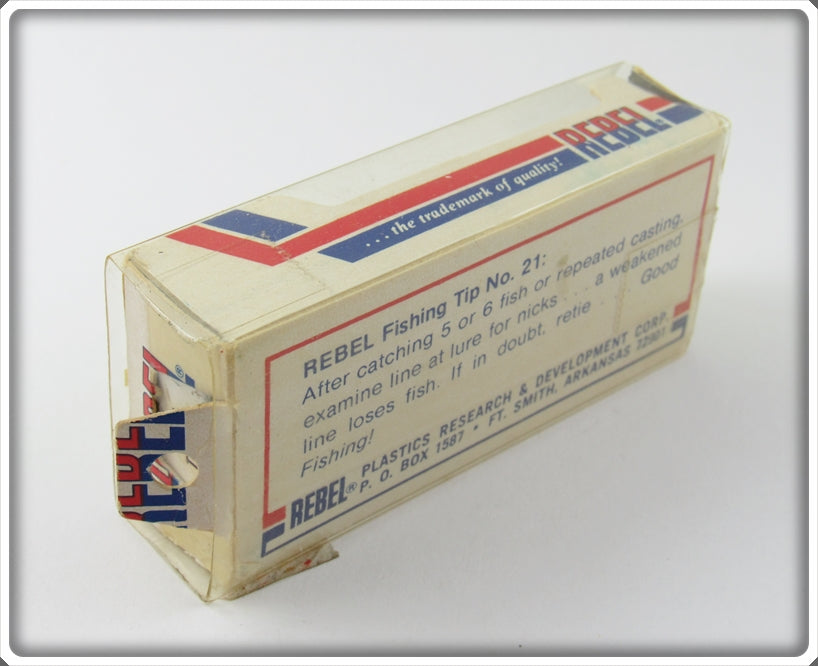 REBEL®
...the trademark of quality!
REBEL Fishing Tip No. 21:
After catching 5 or 6 fish or repeated casting,
examine line at lure for nicks . . . a weakened
line loses fish. If in doubt, retie . . . Good
Fishing!
REBEL® PLASTICS RESEARCH & DEVELOPMENT CORP.
P. O. BOX 1587 • FT. SMITH, ARKANSAS 72901
REBEL